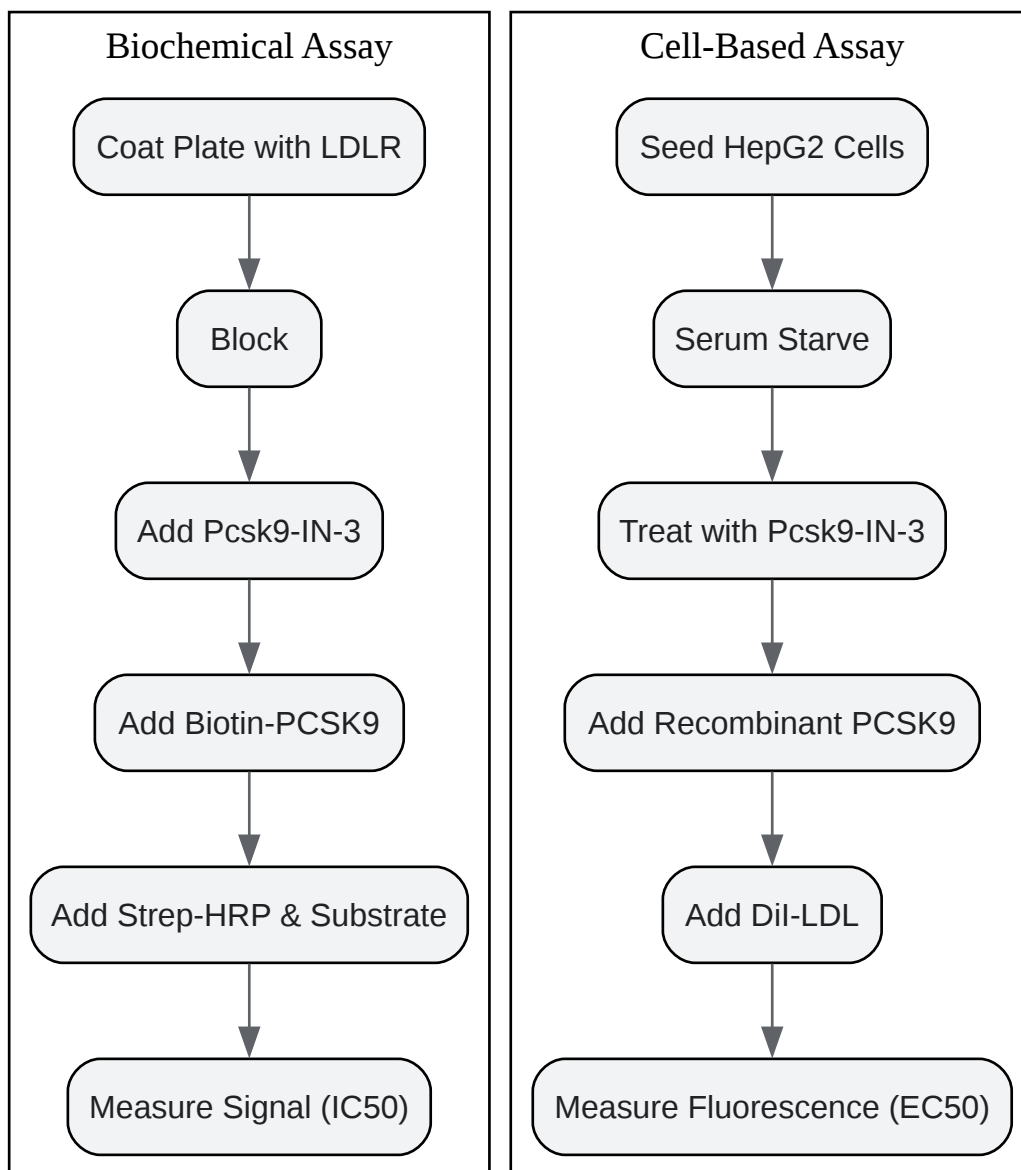 Biochemical Assay
Coat Plate with LDLR
Block
Add Pcsk9-IN-3
Add Biotin-PCSK9
Add Strep-HRP & Substrate
Measure Signal (IC50)
Cell-Based Assay
Seed HepG2 Cells
Serum Starve
Treat with Pcsk9-IN-3
Add Recombinant PCSK9
Add DiI-LDL
Measure Fluorescence (EC50)